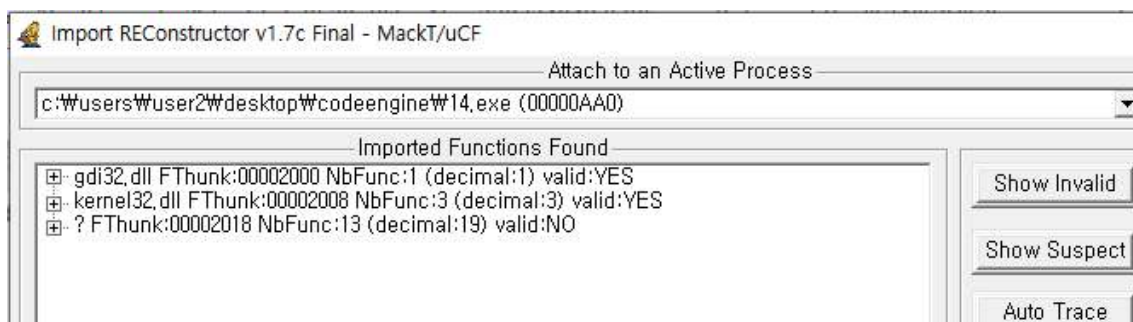 Import REConstructor v1.7c Final - MackT/uCF
Attach to an Active Process
c:₩users₩user2₩desktop₩codeengine₩14.exe (00000AA0)
Imported Functions Found
gdi32.dll FThunk:00002000 NbFunc:1 (decimal:1) valid:YES
kernel32.dll FThunk:00002008 NbFunc:3 (decimal:3) valid:YES
? FThunk:00002018 NbFunc:13 (decimal:19) valid:NO
Show Invalid
Show Suspect
Auto Trace